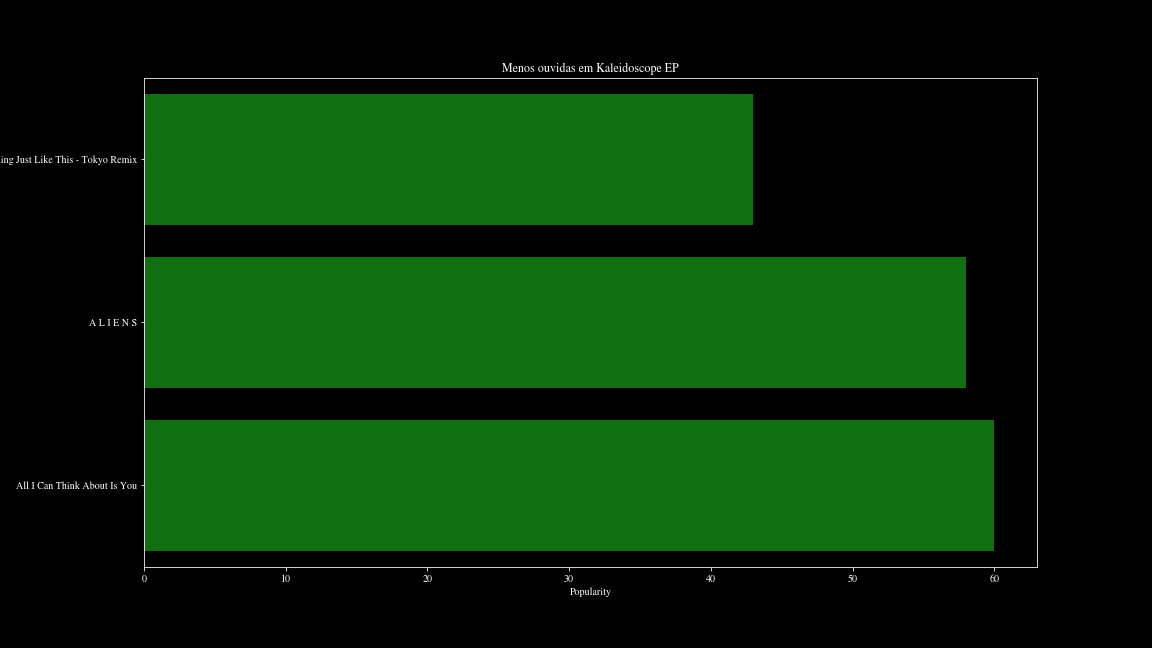 Menos ouvidas em Kaleidoscope EP
ing Just Like This - Tokyo Remix
A L I E N S
All I Can Think About Is You
0 10 20 30 40 50 60
Popularity